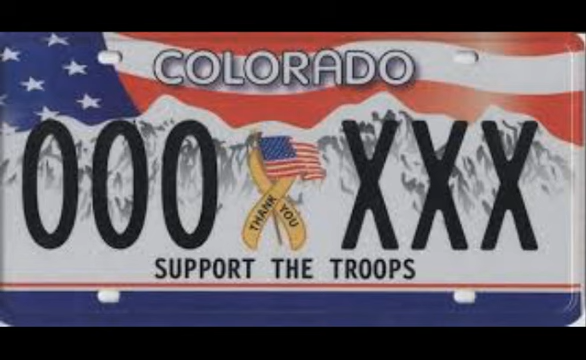 COLORADO
000 XXX
THANK YOU
SUPPORT THE TROOPS